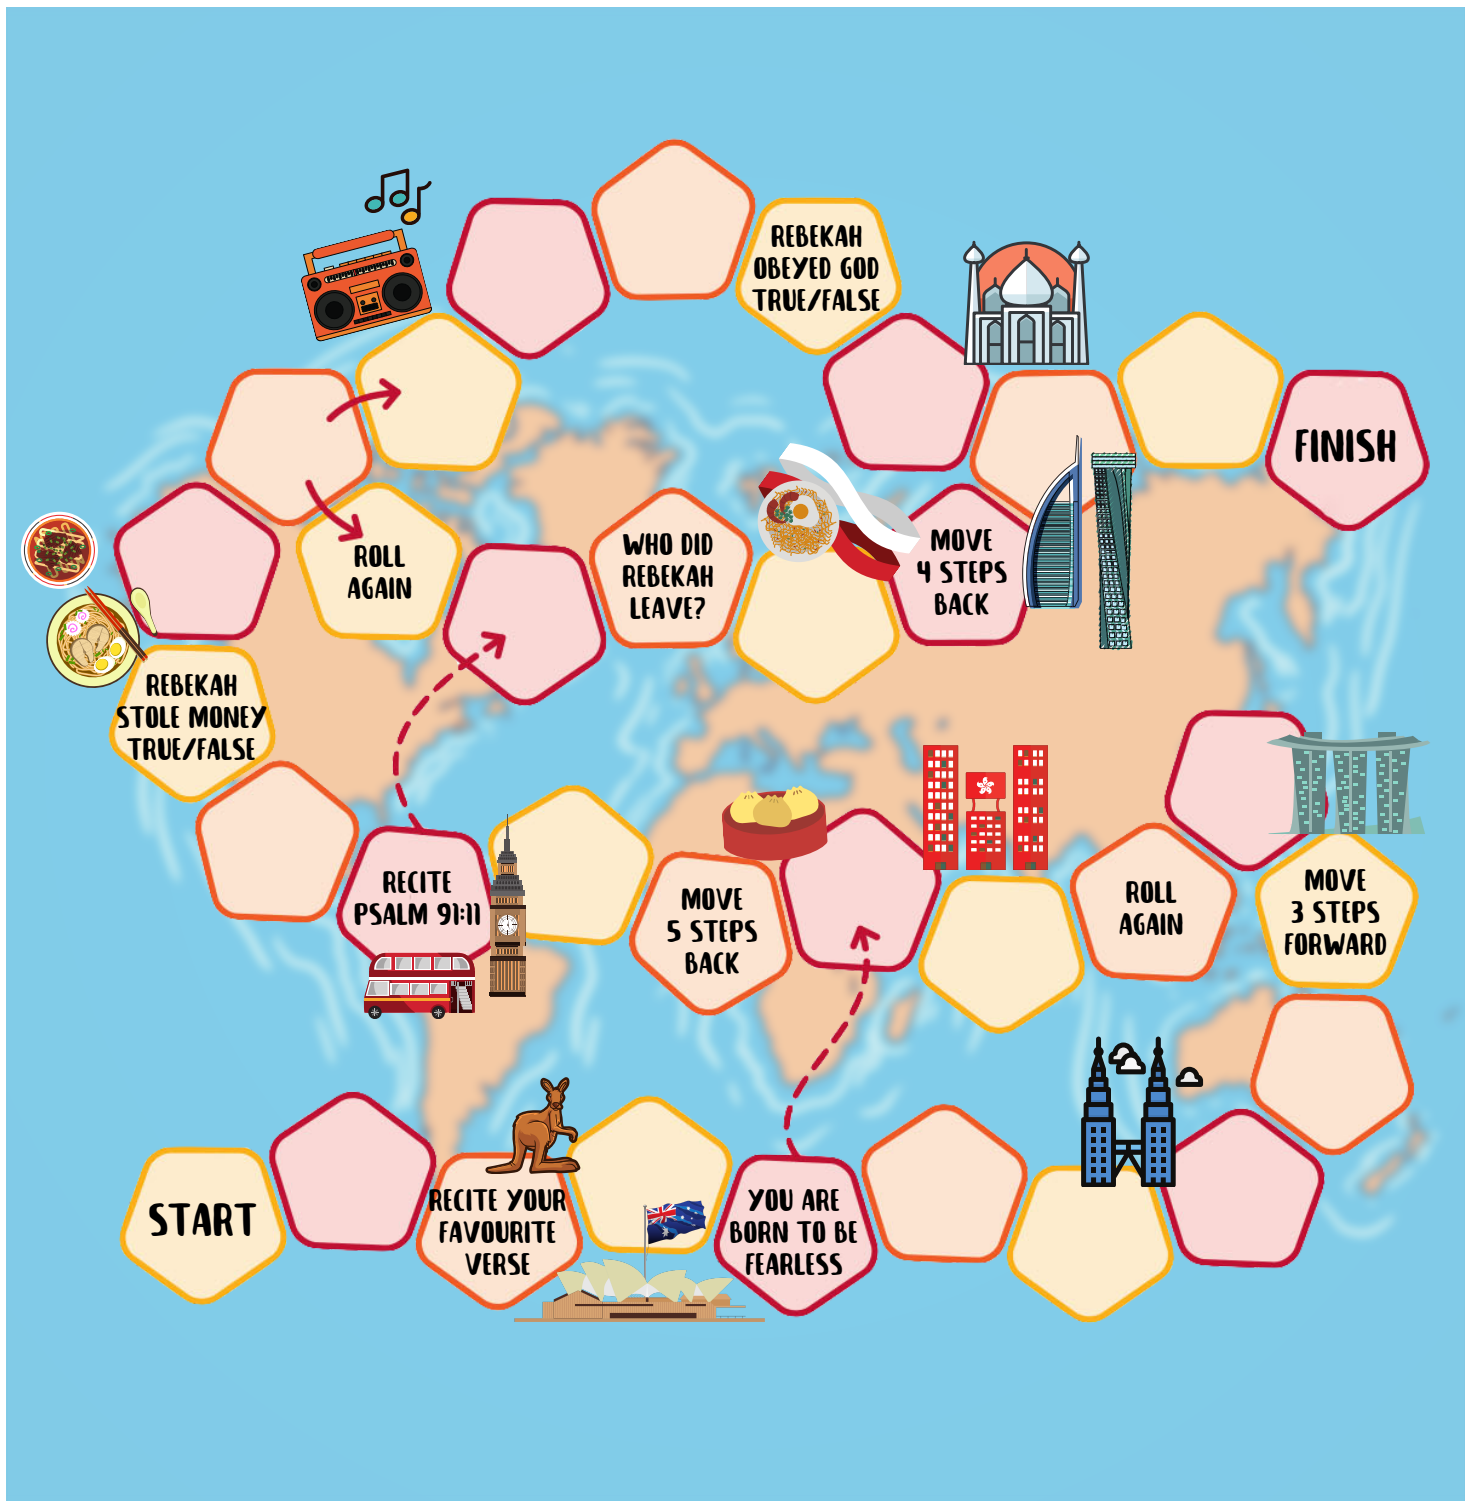 REBEKAH
OBEYED GOD
TRUE/FALSE
FINISH
ROLL
AGAIN
WHO DID
REBEKAH
LEAVE?
MOVE
4 STEPS
BACK
REBEKAH
STOLE MONEY
TRUE/FALSE
RECITE
PSALM 91:11
MOVE
5 STEPS
BACK
ROLL
AGAIN
MOVE
3 STEPS
FORWARD
START
RECITE YOUR
FAVOURITE
VERSE
YOU ARE
BORN TO BE
FEARLESS